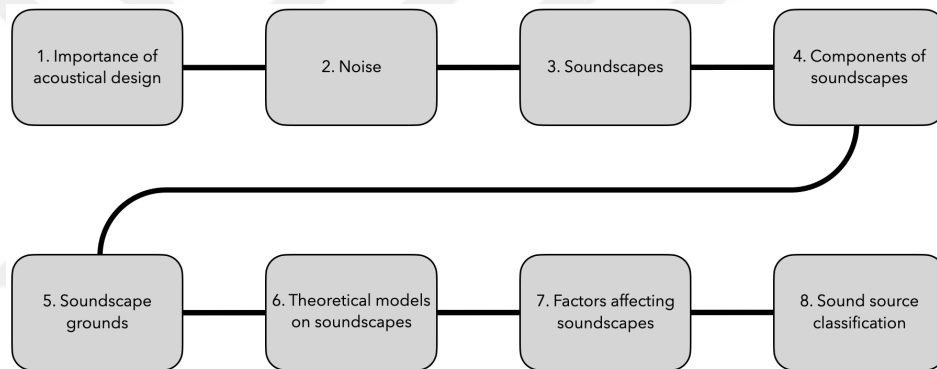 1. Importance of
acoustical design
2. Noise
3. Soundscapes
4. Components of
soundscapes
5. Soundscape
grounds
6. Theoretical models
on soundscapes
7. Factors affecting
soundscapes
8. Sound source
classification